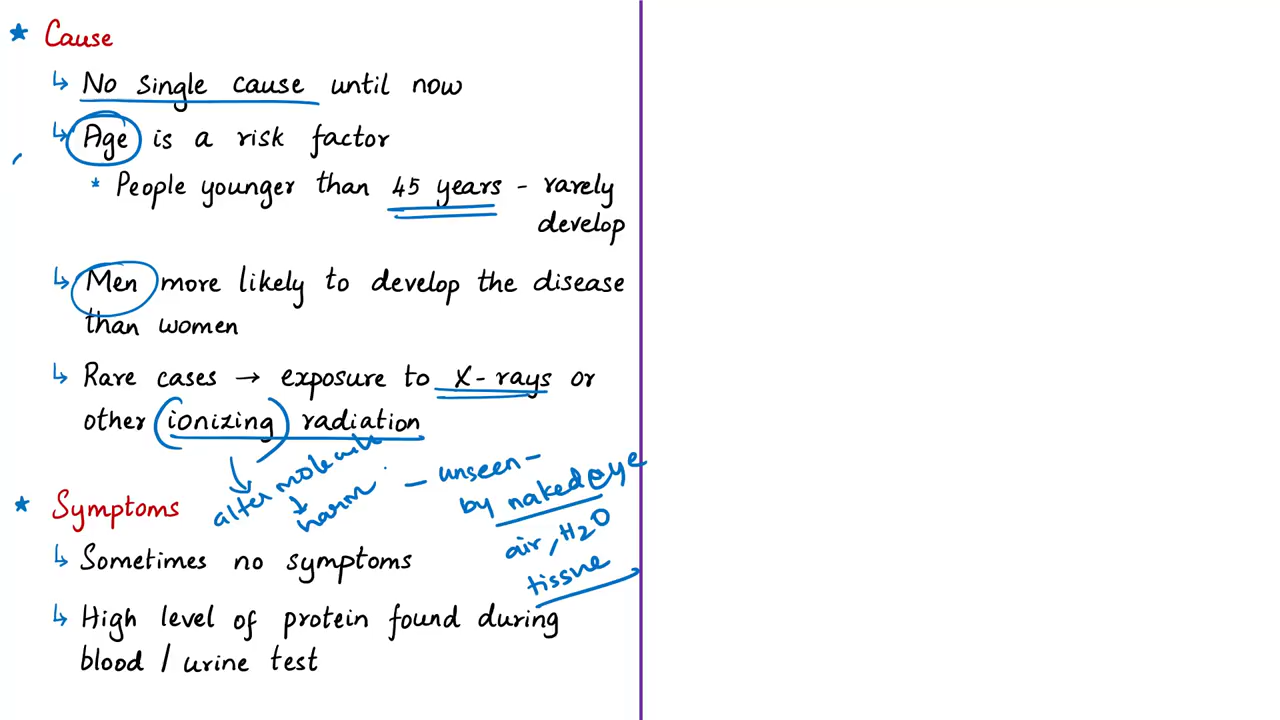 * Cause
↳ No single cause until now
↳ Age is a risk factor
* People younger than 45 years - rarely
develop
↳ Men more likely to develop the disease
than women
↳ Rare cases → exposure to X-rays or
other (ionizing) radiation
alter molecule
harm
- unseen -
by naked eye
air, H2O
tissue
* Symptoms
↳ Sometimes no symptoms
↳ High level of protein found during
blood / urine test